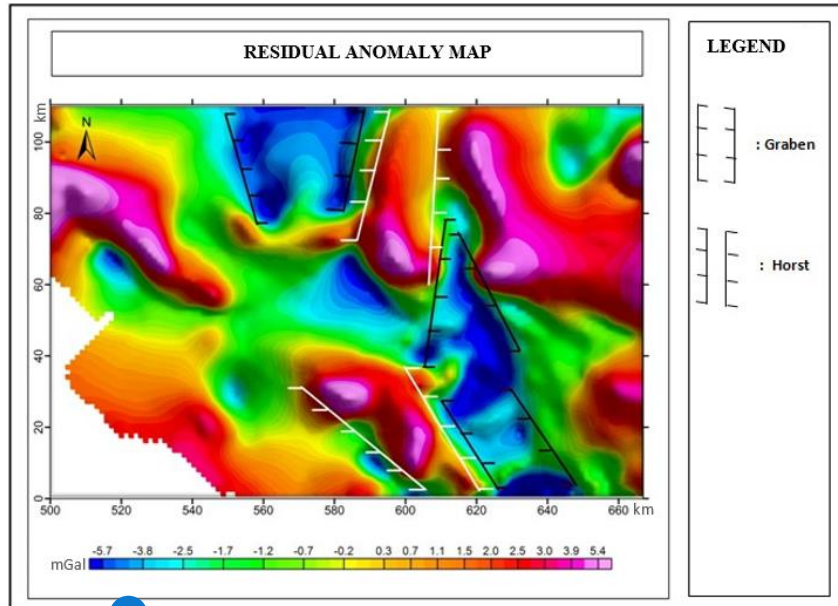 RESIDUAL ANOMALY MAP
LEGEND
: Graben
: Horst
N
km
100
80
60
40
20
0
500 520 540 560 580 600 620 640 660 km
mGal
-5.7 -3.8 -2.5 -1.7 -1.2 -0.7 -0.2 0.3 0.7 1.1 1.5 2.0 2.5 3.0 3.9 5.4